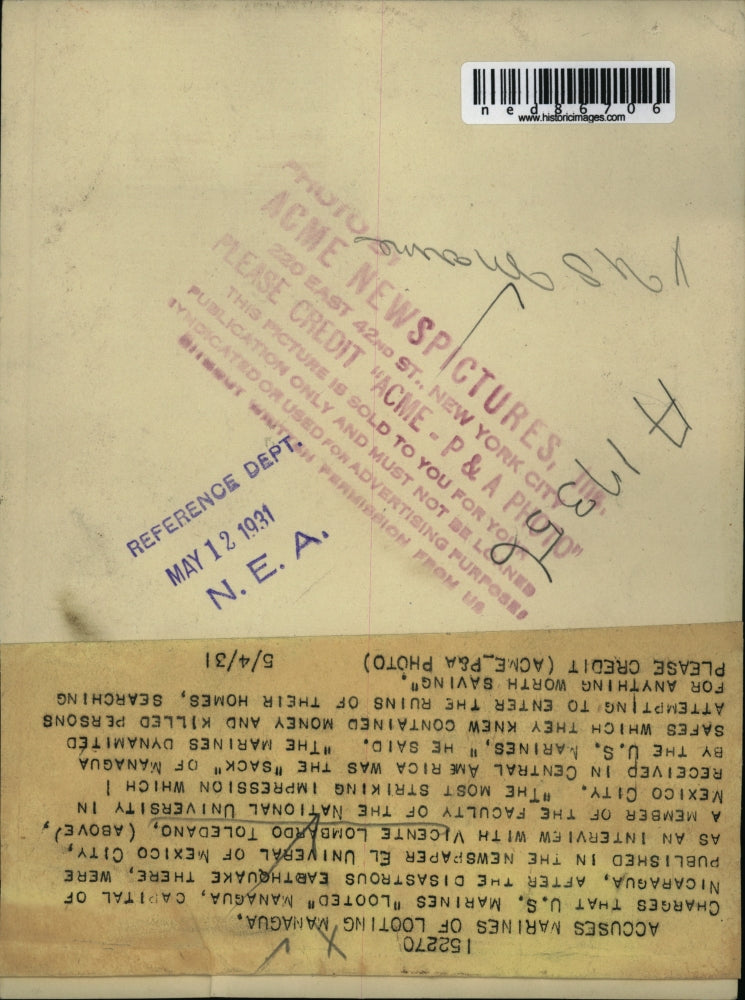 ned86706
www.historicimages.com
X US Marine
PHOTO BY
ACME NEWSPICTURES, INC.
220 EAST 42ND ST., NEW YORK CITY
PLEASE CREDIT "ACME - P & A PHOTO"
THIS PICTURE IS SOLD TO YOU FOR YOUR
PUBLICATION ONLY AND MUST NOT BE LOANED
SYNDICATED OR USED FOR ADVERTISING PURPOSES
WITHOUT WRITTEN PERMISSION FROM US
REFERENCE DEPT.
MAY 12 1931
N. E. A.
152270
ACCUSES MARINES OF LOOTING MANAGUA.
CHARGES THAT U.S. MARINES "LOOTED" MANAGUA, CAPITAL OF
NICARAGUA, AFTER THE DISASTROUS EARTHQUAKE THERE, WERE
PUBLISHED IN THE NEWSPAPER EL UNIVERAL OF MEXICO CITY,
AS AN INTERVIEW WITH VICENTE LOMBARDO TOLEDANO, (ABOVE),
A MEMBER OF THE FACULTY OF THE NATIONAL UNIVERSITY IN
MEXICO CITY. "THE MOST STRIKING IMPRESSION WHICH I
RECEIVED IN CENTRAL AMERICA WAS THE "SACK" OF MANAGUA
BY THE U.S. MARINES," HE SAID. "THE MARINES DYNAMITED
SAFES WHICH THEY KNEW CONTAINED MONEY AND KILLED PERSONS
ATTEMPTING TO ENTER THE RUINS OF THEIR HOMES, SEARCHING
FOR ANYTHING WORTH SAVING".
PLEASE CREDIT (ACME_P&A PHOTO) 5/4/31